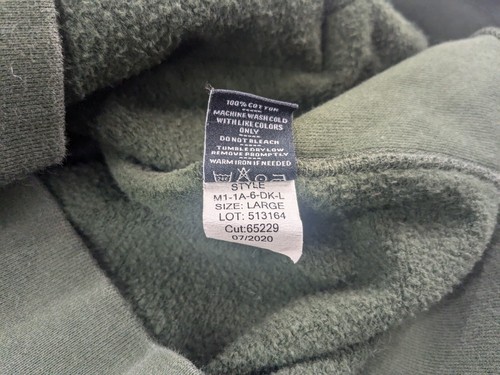 100% COTTON
MACHINE WASH COLD
WITH LIKE COLORS
ONLY
DO NOT BLEACH
TUMBLE DRY LOW
REMOVE PROMPTLY
WARM IRON IF NEEDED
STYLE
M1-1A-6-DK-L
SIZE: LARGE
LOT: 513164
Cut:65229
07/2020